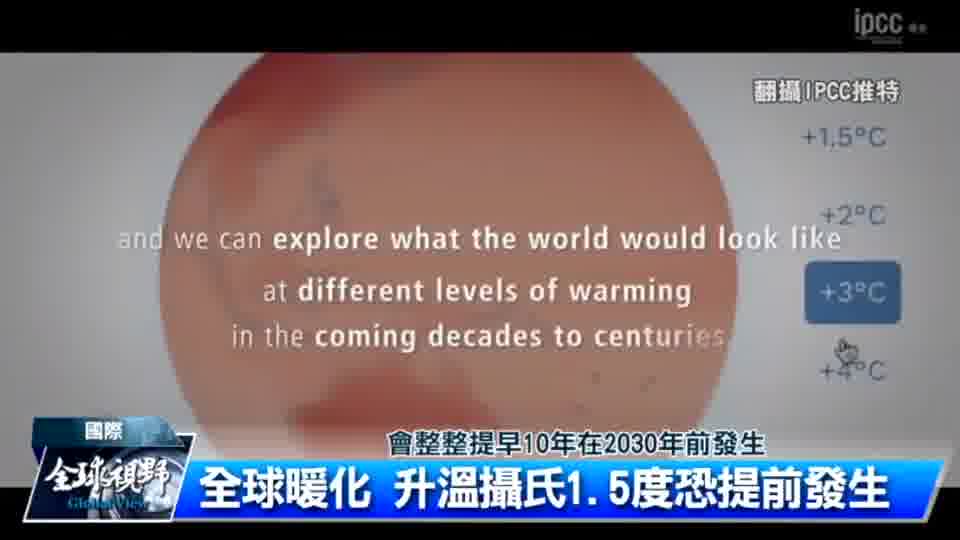 ipcc
翻攝IPCC推特
+1.5°C
+2°C
and we can explore what the world would look like
at different levels of warming
+3°C
in the coming decades to centuries
+4°C
國際
會整整提早10年在2030年前發生
全球視野
Global View
全球暖化 升溫攝氏1.5度恐提前發生